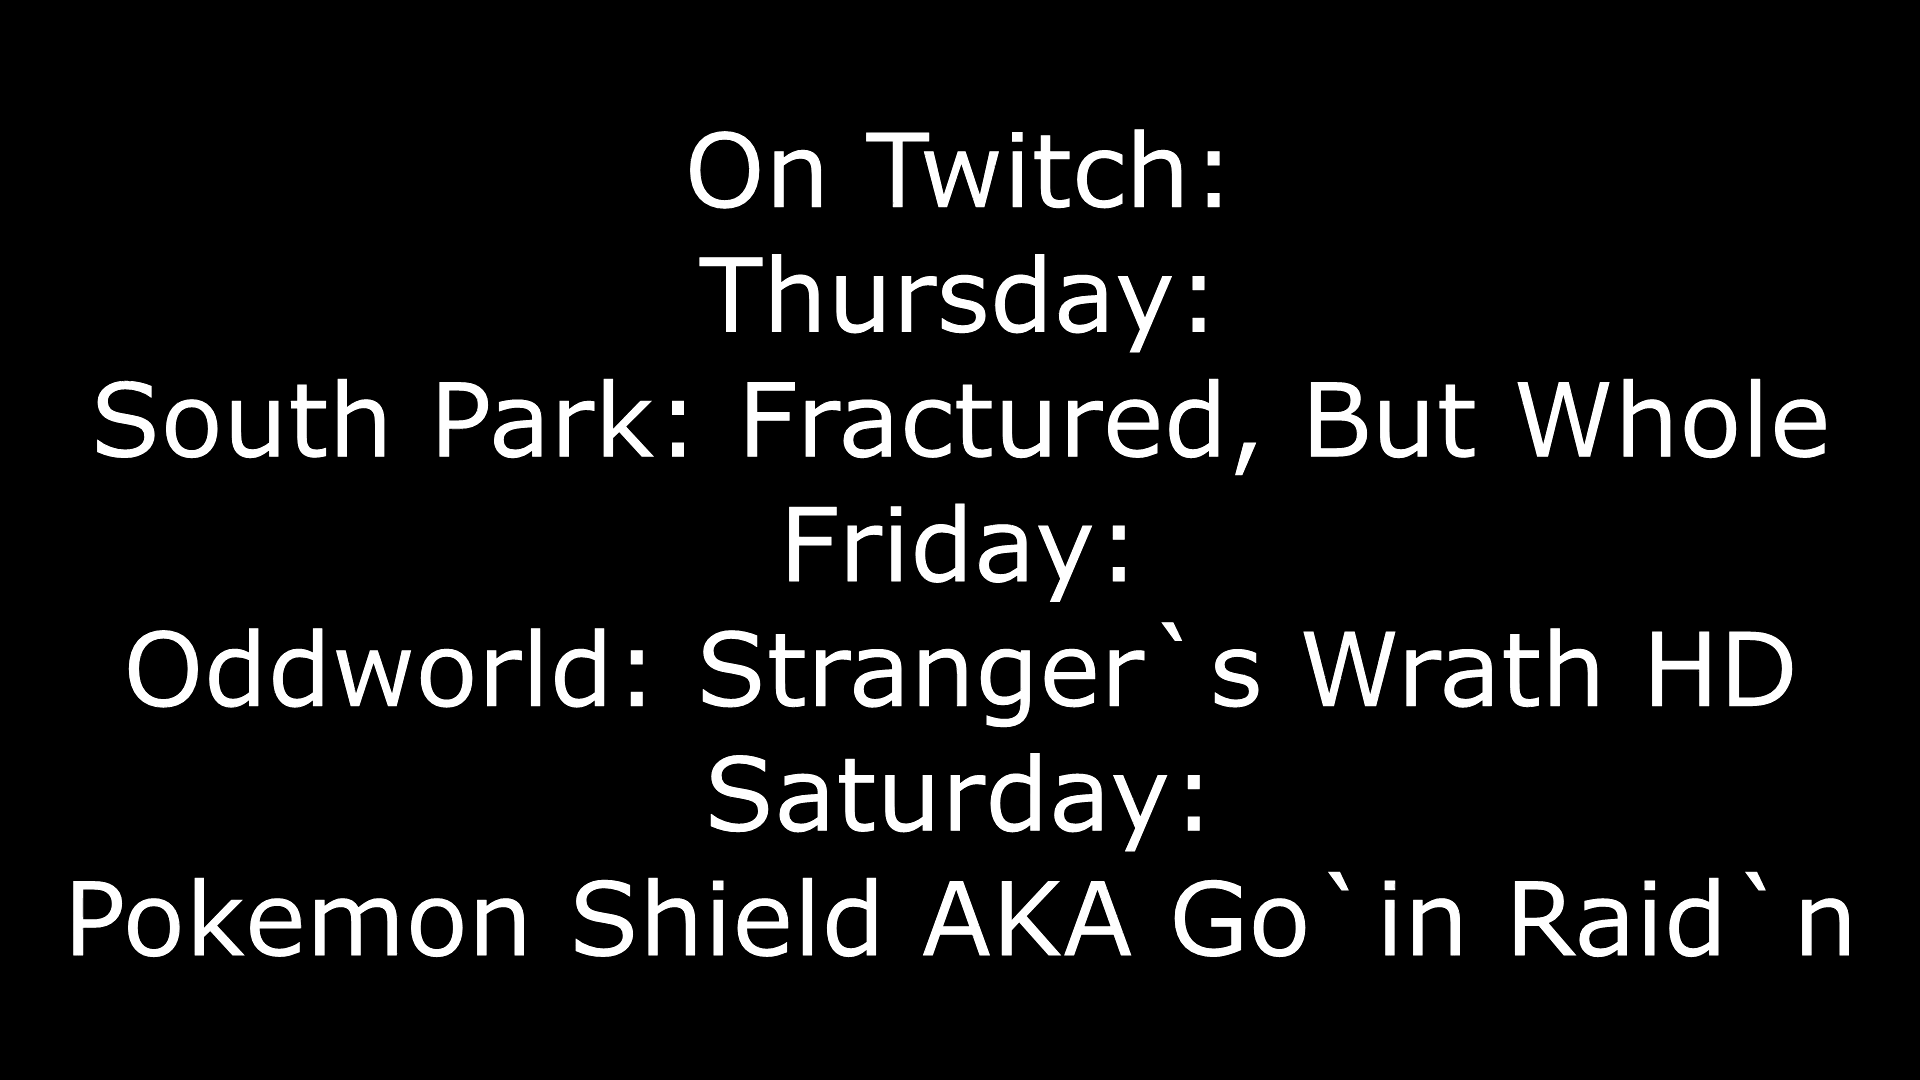 On Twitch:
Thursday:
South Park: Fractured, But Whole
Friday:
Oddworld: Stranger`s Wrath HD
Saturday:
Pokemon Shield AKA Go`in Raid`n